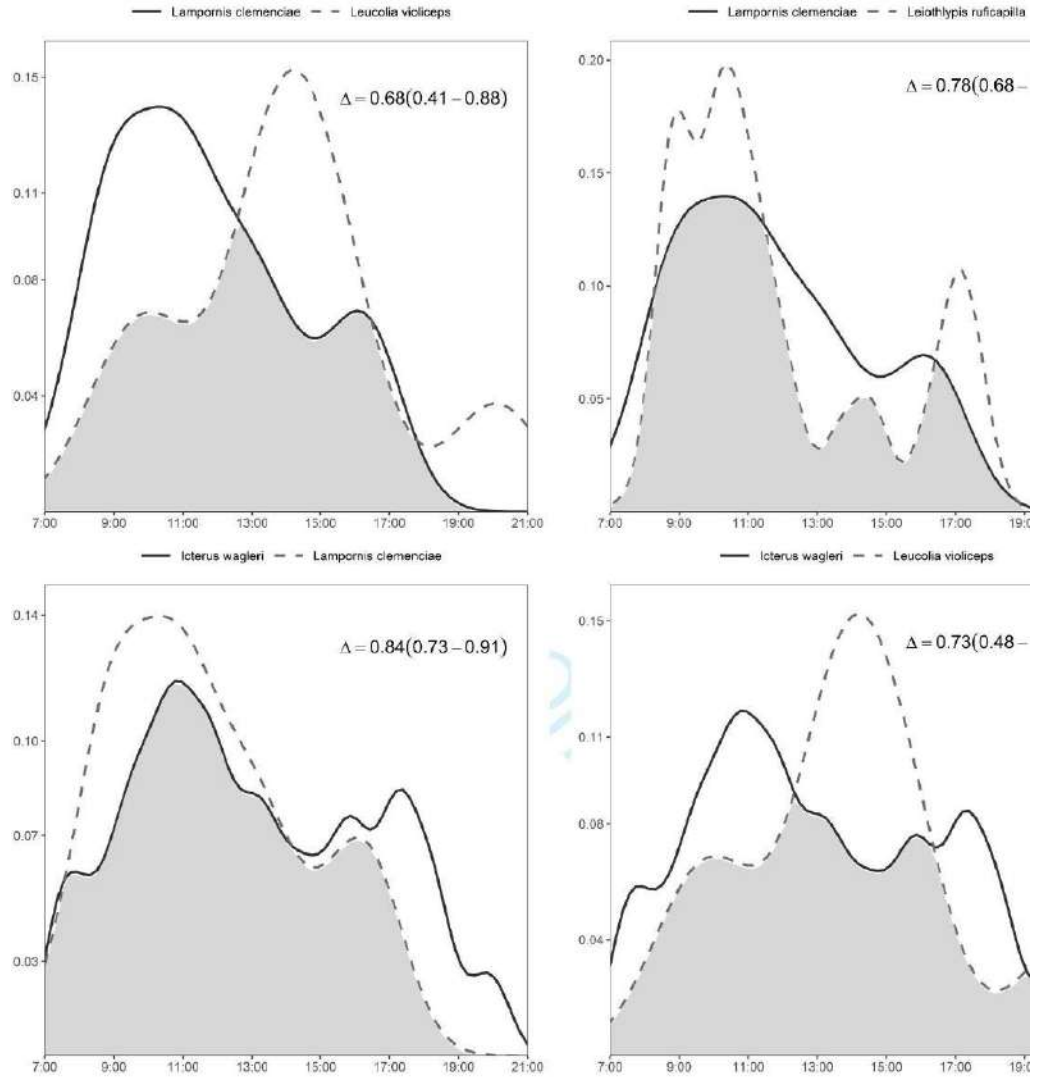 Lampornis clemenciae Leucolia violiceps
Δ = 0.68(0.41 – 0.88)
0.15
0.11
0.08
0.04
7:00 9:00 11:00 13:00 15:00 17:00 19:00 21:00
Lampornis clemenciae Leiothlypis ruficapilla
Δ = 0.78(0.68 –
0.20
0.15
0.10
0.05
7:00 9:00 11:00 13:00 15:00 17:00 19:0
Icterus wagleri Lampornis clemenciae
Δ = 0.84(0.73 – 0.91)
0.14
0.10
0.07
0.03
7:00 9:00 11:00 13:00 15:00 17:00 19:00 21:00
Icterus wagleri Leucolia violiceps
Δ = 0.73(0.48 –
0.15
0.11
0.08
0.04
7:00 9:00 11:00 13:00 15:00 17:00 19:0